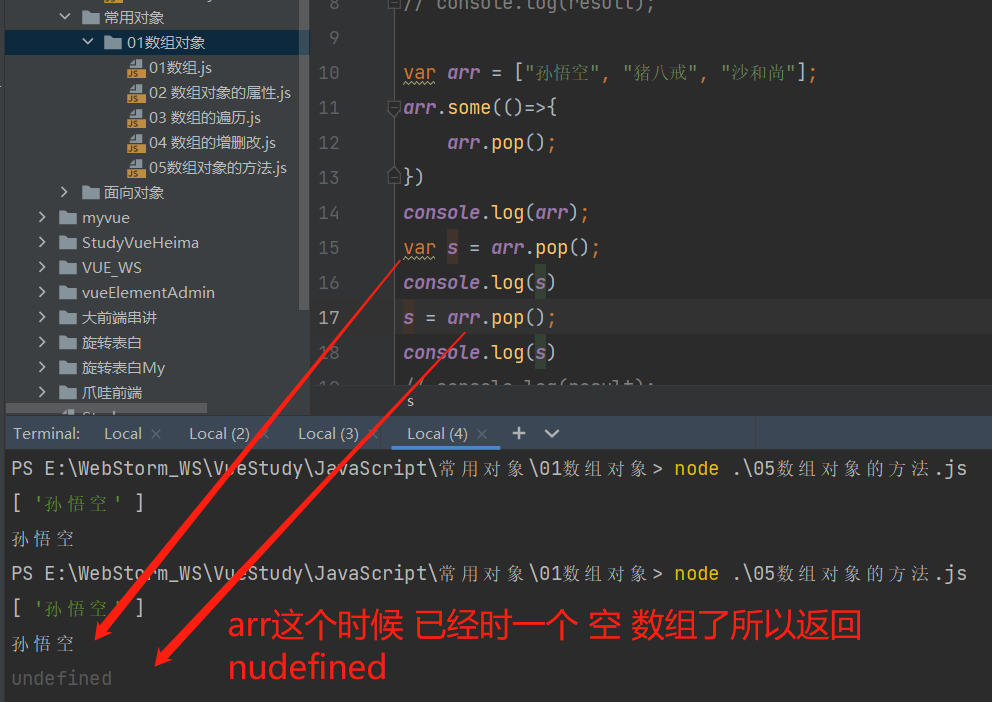 常用对象
01数组对象
01数组.js
02 数组对象的属性.js
03 数组的遍历.js
04 数组的增删改.js
05数组对象的方法.js
面向对象
myvue
StudyVueHeima
VUE_WS
vueElementAdmin
大前端串讲
旋转表白
旋转表白My
爪哇前端
8 // console.log(result);
9
10 var arr = ["孙悟空", "猪八戒", "沙和尚"];
11 arr.some(()=>{
12 arr.pop();
13 })
14 console.log(arr);
15 var s = arr.pop();
16 console.log(s)
17 s = arr.pop();
18 console.log(s)
19 // console.log(result);
s
Terminal: Local × Local (2) × Local (3) × Local (4) × +
PS E:\WebStorm_WS\VueStudy\JavaScript\常用对象\01数组对象> node .\05数组对象的方法.js
[ '孙悟空' ]
孙悟空
PS E:\WebStorm_WS\VueStudy\JavaScript\常用对象\01数组对象> node .\05数组对象的方法.js
[ '孙悟空' ]
孙悟空
undefined
arr这个时候 已经时一个 空 数组了所以返回
nudefined